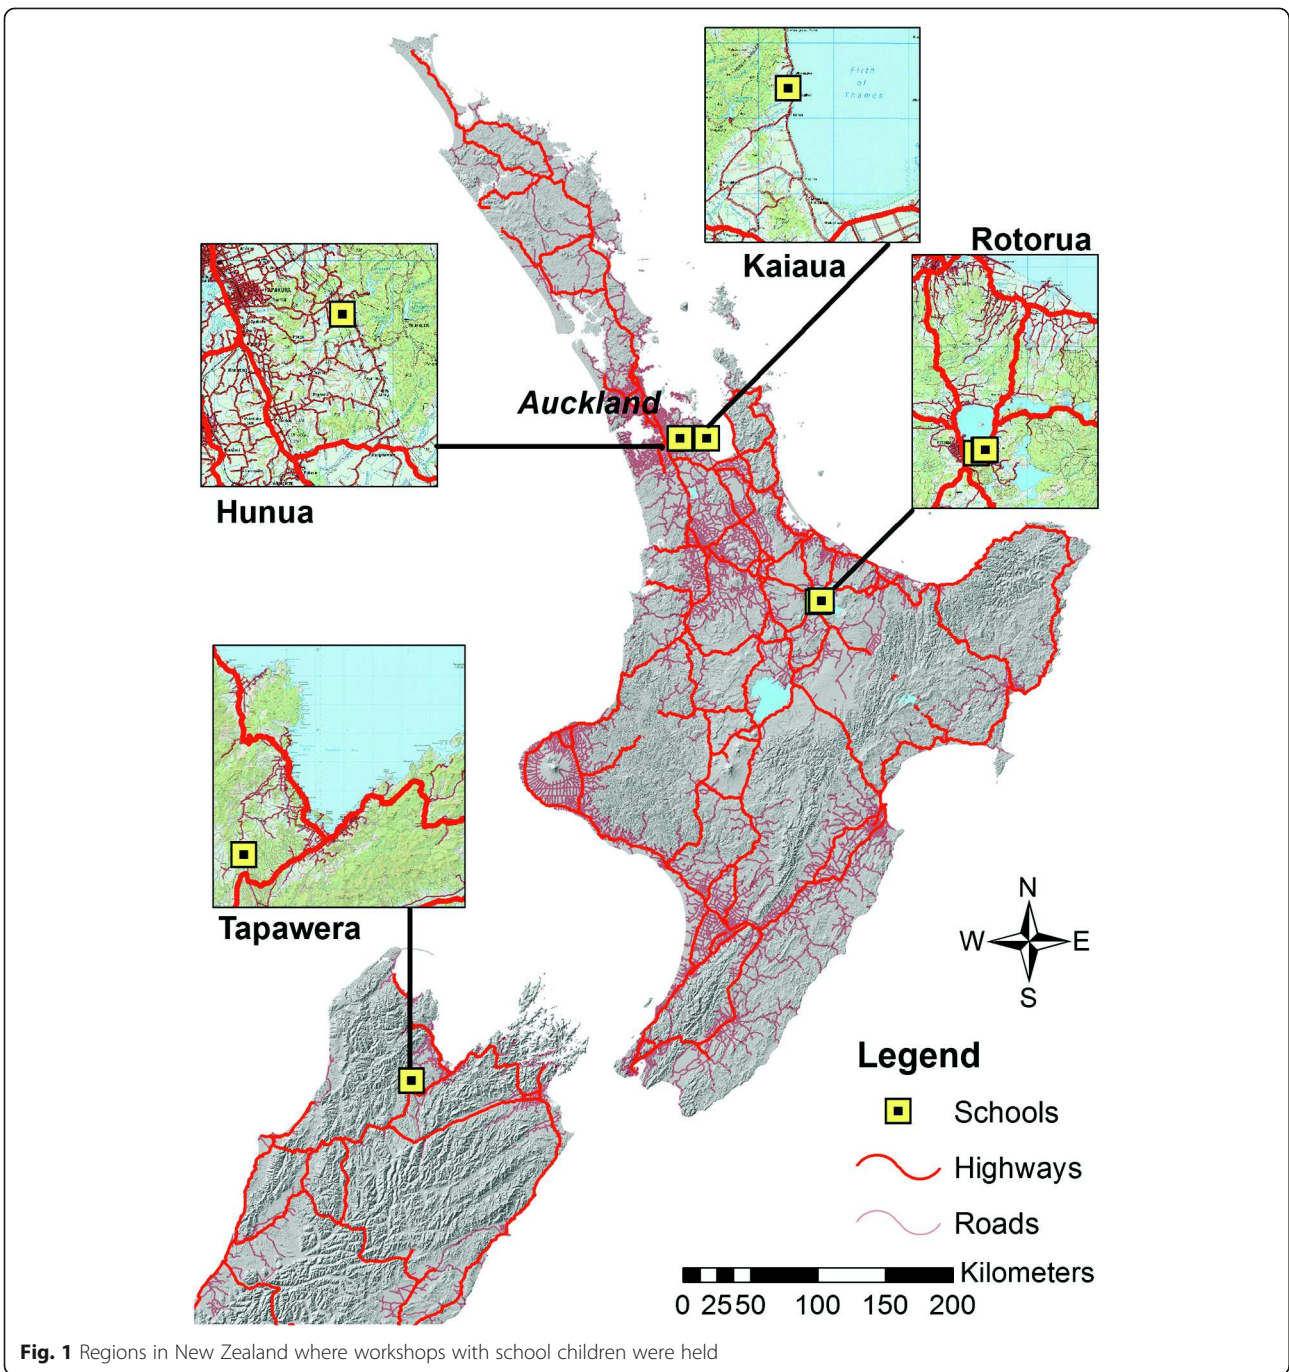 Firth
of
Thames
Kaiaua
Rotorua
Hunua
Auckland
Tapawera
N
W E
S
Legend
Schools
Highways
Roads
Kilometers
0 25 50 100 150 200
Fig. 1 Regions in New Zealand where workshops with school children were held